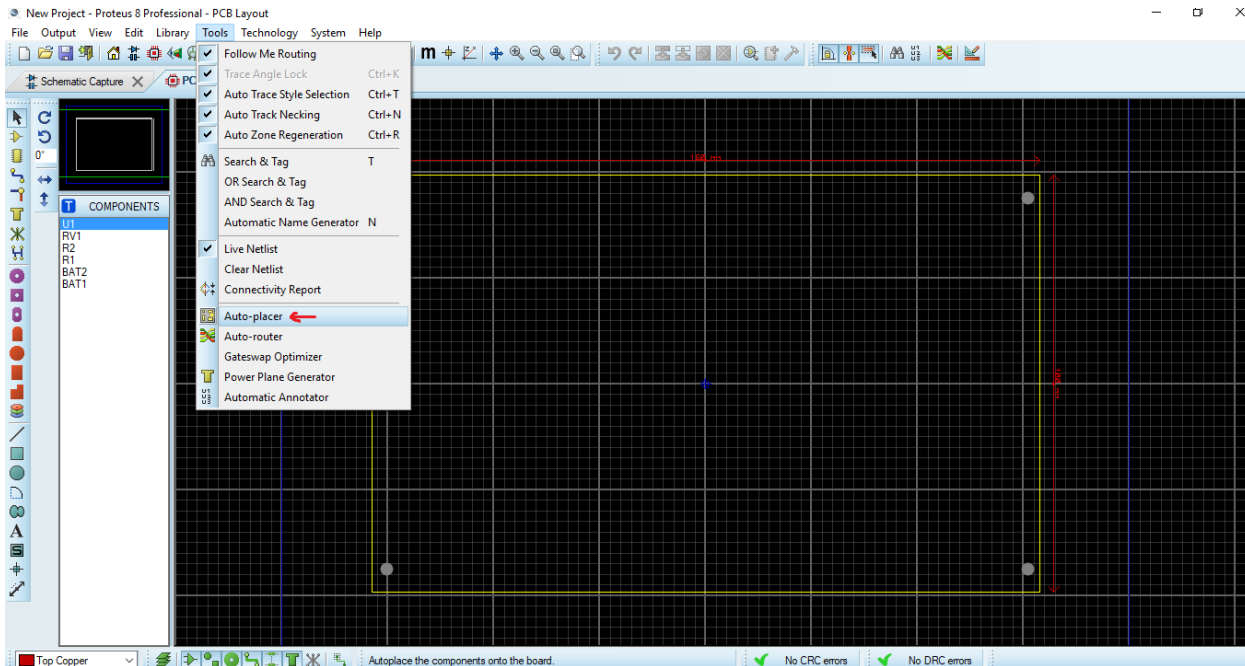 New Project - Proteus 8 Professional - PCB Layout
File Output View Edit Library Tools Technology System Help
Schematic Capture
PC
Follow Me Routing
Trace Angle Lock Ctrl+K
Auto Trace Style Selection Ctrl+T
Auto Track Necking Ctrl+N
Auto Zone Regeneration Ctrl+R
Search & Tag T
OR Search & Tag
AND Search & Tag
Automatic Name Generator N
Live Netlist
Clear Netlist
Connectivity Report
Auto-placer
Auto-router
Gateswap Optimizer
Power Plane Generator
Automatic Annotator
0°
COMPONENTS
U1
RV1
R2
R1
BAT2
BAT1
Top Copper
Autoplace the components onto the board.
No CRC errors
No DRC errors